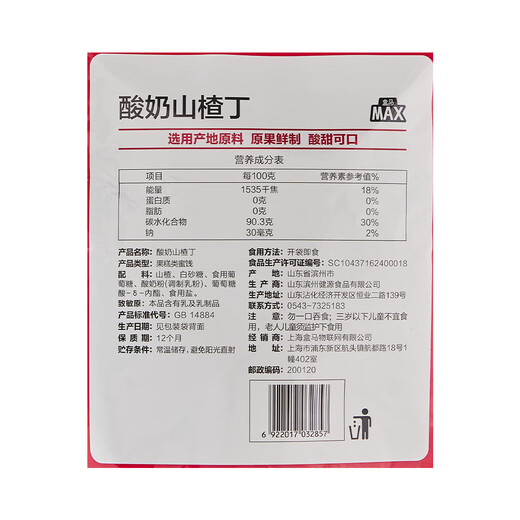 酸奶山楂丁
盒马
MAX
选用产地原料 原果鲜制 酸甜可口
营养成分表
项目 每100克 营养素参考值%
能量 1535千焦 18%
蛋白质 0克 0%
脂肪 0克 0%
碳水化合物 90.3克 30%
钠 30毫克 2%
产品名称：酸奶山楂丁
产品类型：果糕类蜜饯
配 料：山楂、白砂糖、食用葡
萄糖、酸奶粉(调制乳粉)、葡萄糖
酸-δ-内酯、食用盐
致敏原：本品含有乳及乳制品
产品标准代号：GB 14884
生产日期：见包装袋背面
保 质 期：12个月
贮存条件：常温储存，避免阳光直射
食用方法：开袋即食
食品生产许可证编号：SC10437162400018
产 地：山东省滨州市
生 产 商：山东滨州健源食品有限公司
生产地址：山东沾化经济开发区恒业二路139号
联系方式：0543-7325183
注 意：勿一口吞食；三岁以下儿童不宜食
用，老人儿童须监护下食用
经 销 商：上海盒马物联网有限公司
地 址：上海市浦东新区航头镇航都路18号1
幢402室
邮政编码：200120
6 922017 032857